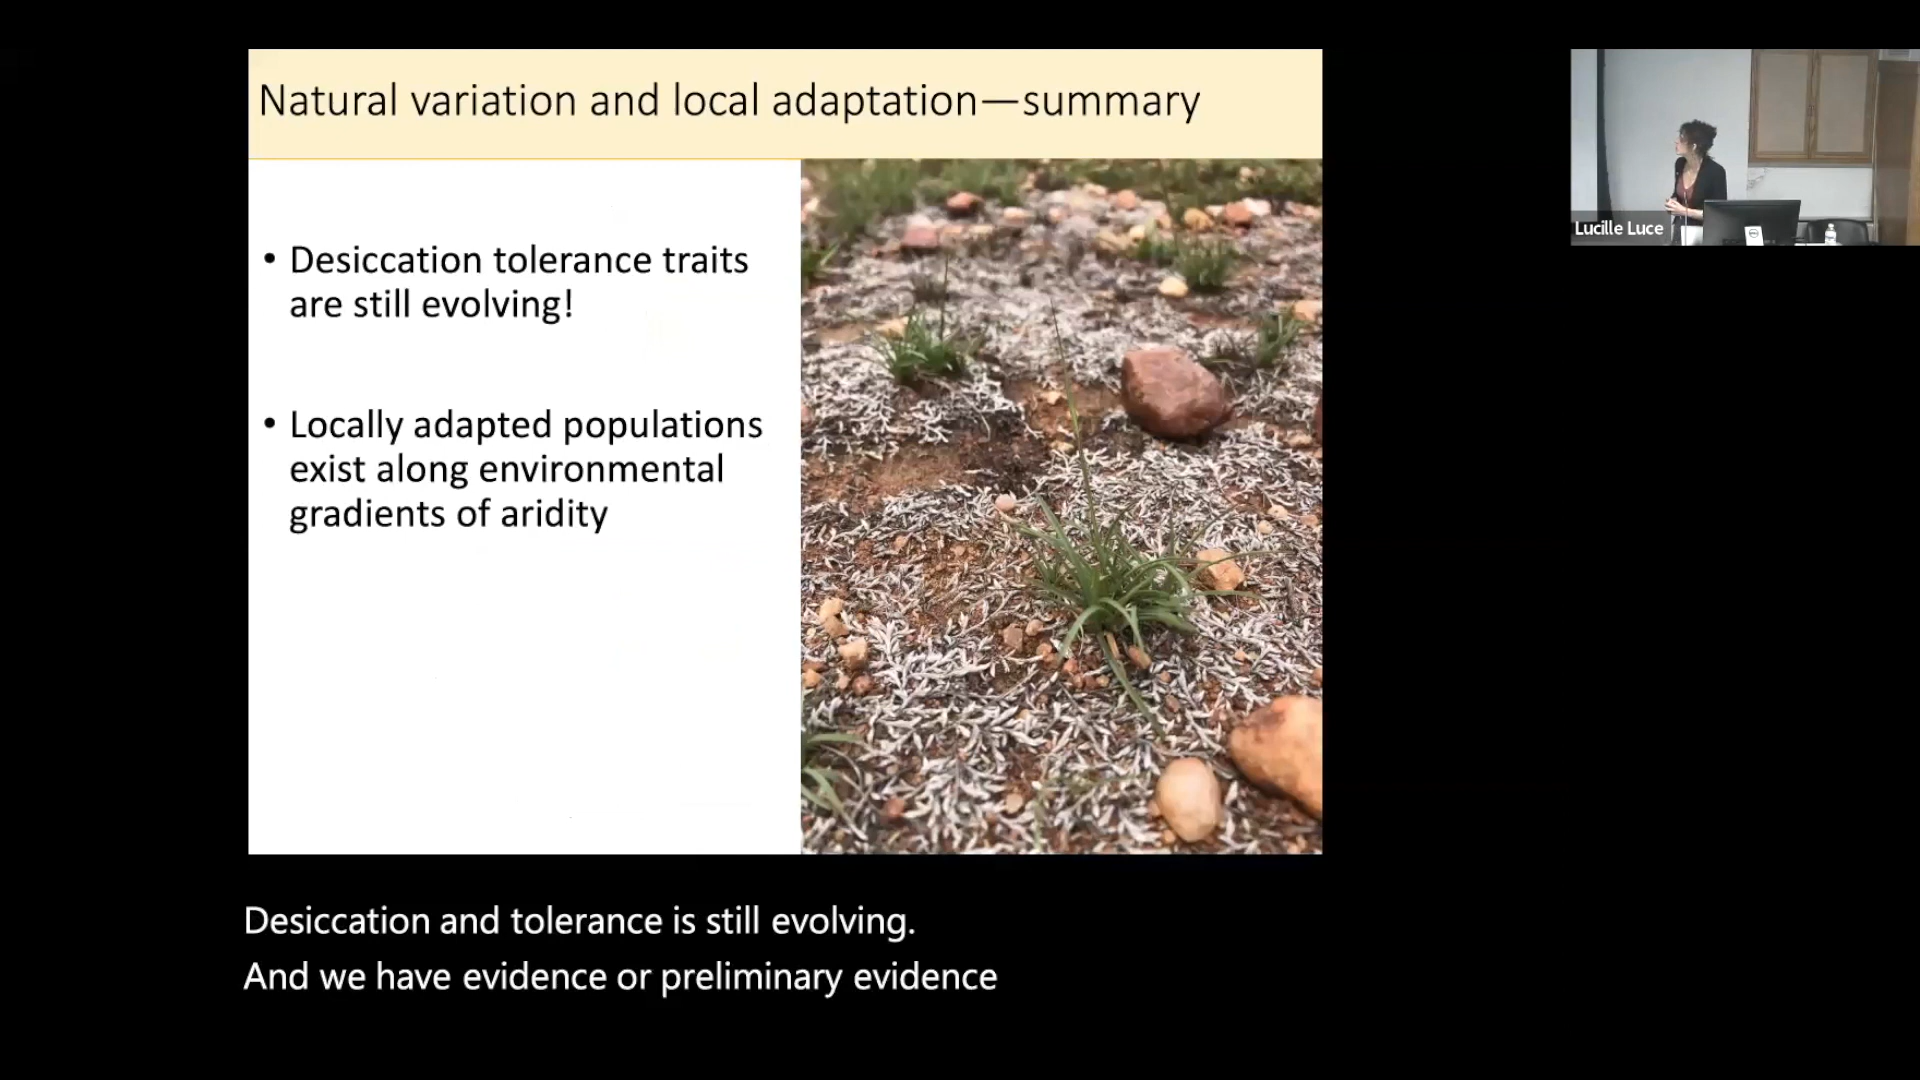 Natural variation and local adaptation—summary
• Desiccation tolerance traits
are still evolving!
• Locally adapted populations
exist along environmental
gradients of aridity
Lucille Luce
Desiccation and tolerance is still evolving.
And we have evidence or preliminary evidence